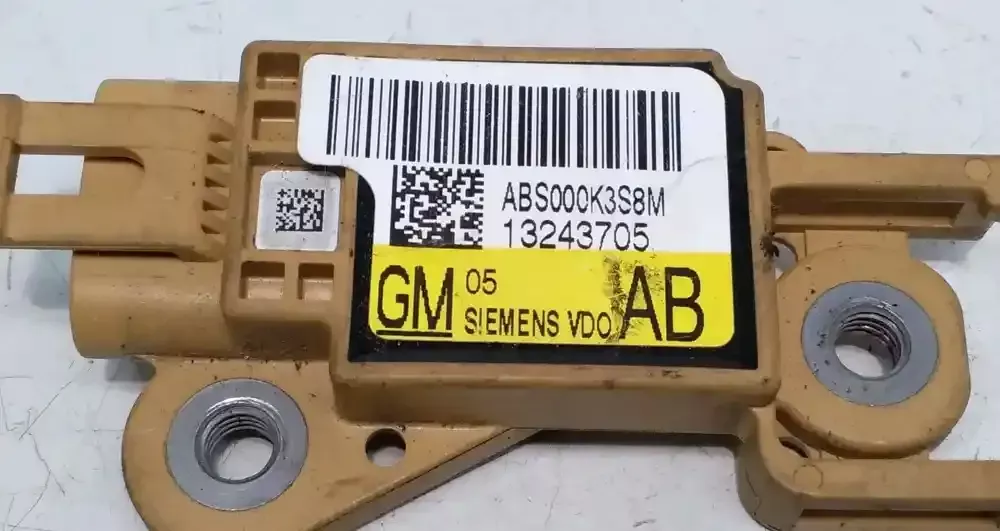 ABS000K3S8M
13243705
GM 05 SIEMENS VDO AB